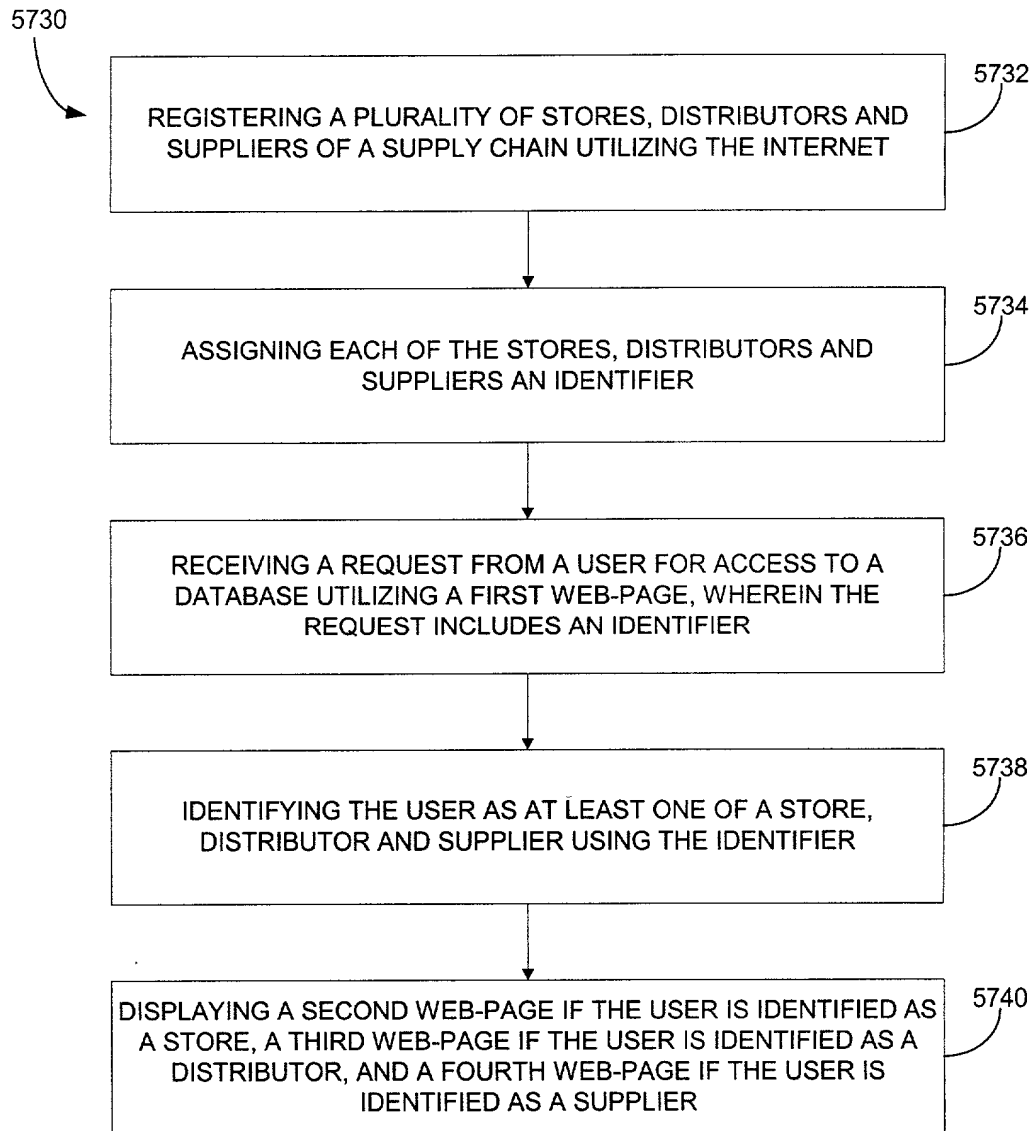 5730
5732
REGISTERING A PLURALITY OF STORES, DISTRIBUTORS AND
SUPPLIERS OF A SUPPLY CHAIN UTILIZING THE INTERNET
5734
ASSIGNING EACH OF THE STORES, DISTRIBUTORS AND
SUPPLIERS AN IDENTIFIER
5736
RECEIVING A REQUEST FROM A USER FOR ACCESS TO A
DATABASE UTILIZING A FIRST WEB-PAGE, WHEREIN THE
REQUEST INCLUDES AN IDENTIFIER
5738
IDENTIFYING THE USER AS AT LEAST ONE OF A STORE,
DISTRIBUTOR AND SUPPLIER USING THE IDENTIFIER
5740
DISPLAYING A SECOND WEB-PAGE IF THE USER IS IDENTIFIED AS
A STORE, A THIRD WEB-PAGE IF THE USER IS IDENTIFIED AS A
DISTRIBUTOR, AND A FOURTH WEB-PAGE IF THE USER IS
IDENTIFIED AS A SUPPLIER